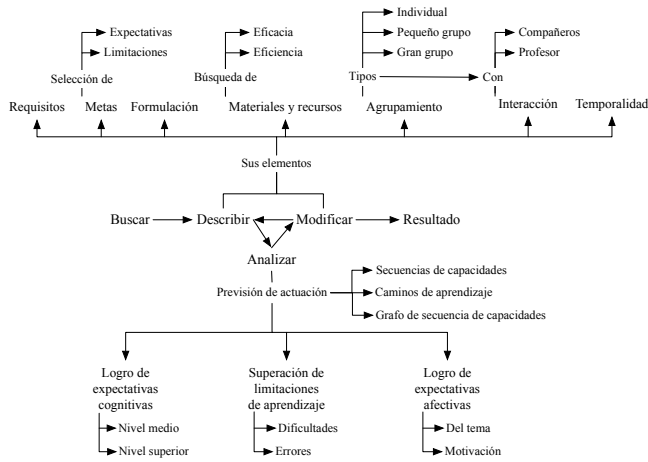 Expectativas
Limitaciones
Selección de
Eficacia
Eficiencia
Búsqueda de
Individual
Pequeño grupo
Gran grupo
Tipos
Con
Compañeros
Profesor
Requisitos
Metas
Formulación
Materiales y recursos
Agrupamiento
Interacción
Temporalidad
Sus elementos
Buscar
Describir
Modificar
Resultado
Analizar
Previsión de actuación
Secuencias de capacidades
Caminos de aprendizaje
Grafo de secuencia de capacidades
Logro de
expectativas
cognitivas
Nivel medio
Nivel superior
Superación de
limitaciones
de aprendizaje
Dificultades
Errores
Logro de
expectativas
afectivas
Del tema
Motivación